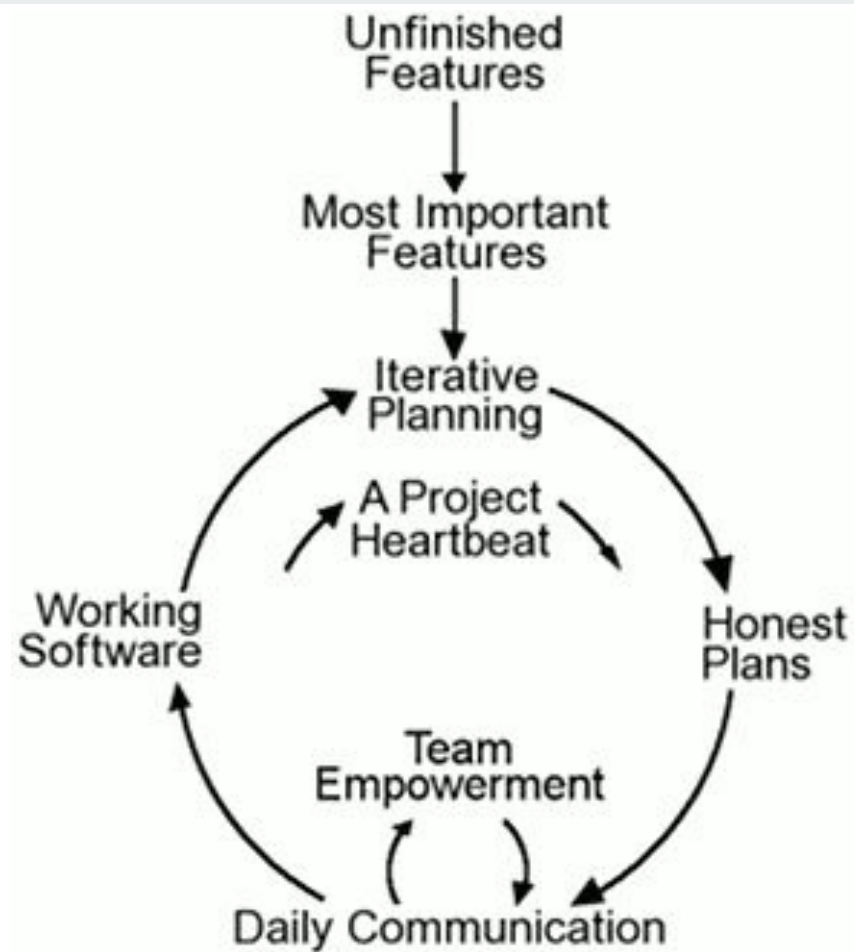 Unfinished
Features
Most Important
Features
Iterative
Planning
A Project
Heartbeat
Working
Software
Honest
Plans
Team
Empowerment
Daily Communication